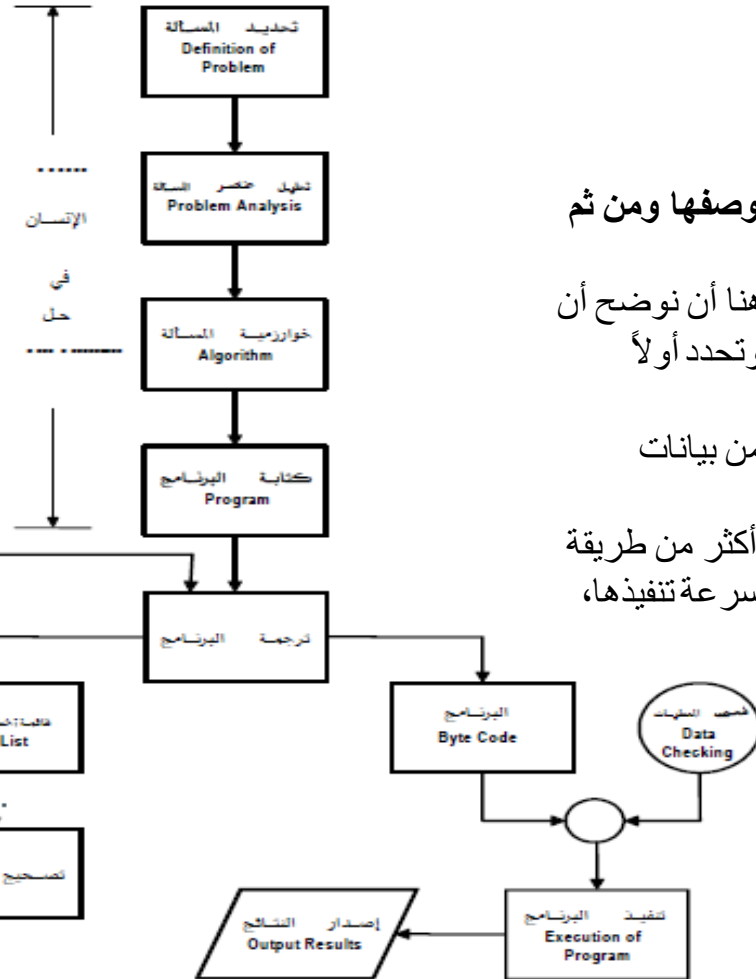 تحديد المسألة
Definition of
Problem
تحليل عناصر المسألة
Problem Analysis
الإنسان
في
حل
خوارزمية المسألة
Algorithm
كتابة البرنامج
Program
وصفها ومن ثم
هنا أن نوضح أن
وتحدد أولاً
من بيانات
أكثر من طريقة
سرعة تنفيذها،
ترجمة البرنامج
List
تصحيح
البرنامج
Byte Code
فحص المعطيات
Data
Checking
تنفيذ البرنامج
Execution of
Program
إصدار النتائج
Output Results